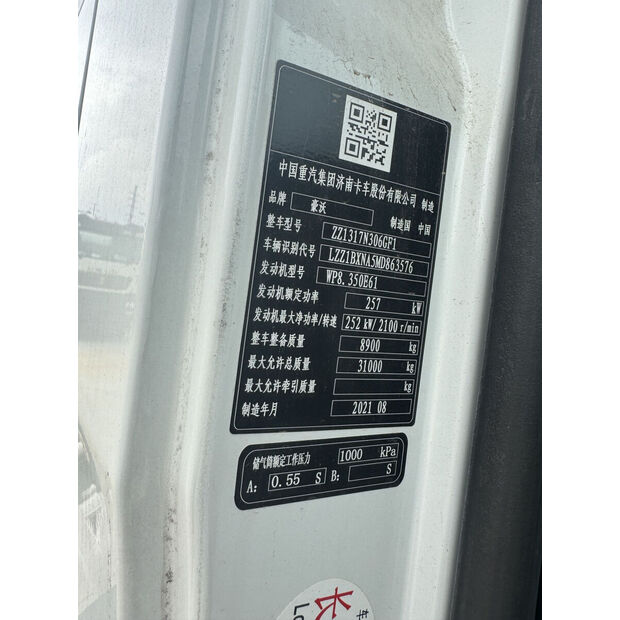 中国重汽集团济南卡车股份有限公司 制造
品牌 豪沃 制造国 中国
整车型号 ZZ1317N306GF1
车辆识别代号 LZZ1BXNA5MD863576
发动机型号 WP8.350E61
发动机额定功率 257 kW
发动机最大净功率/转速 252 kW/2100 r/min
整车整备质量 8900 kg
最大允许总质量 31000 kg
最大允许牵引质量 kg
制造年月 2021 08
储气筒额定工作压力 1000 kPa
A: 0.55 S B: S
车